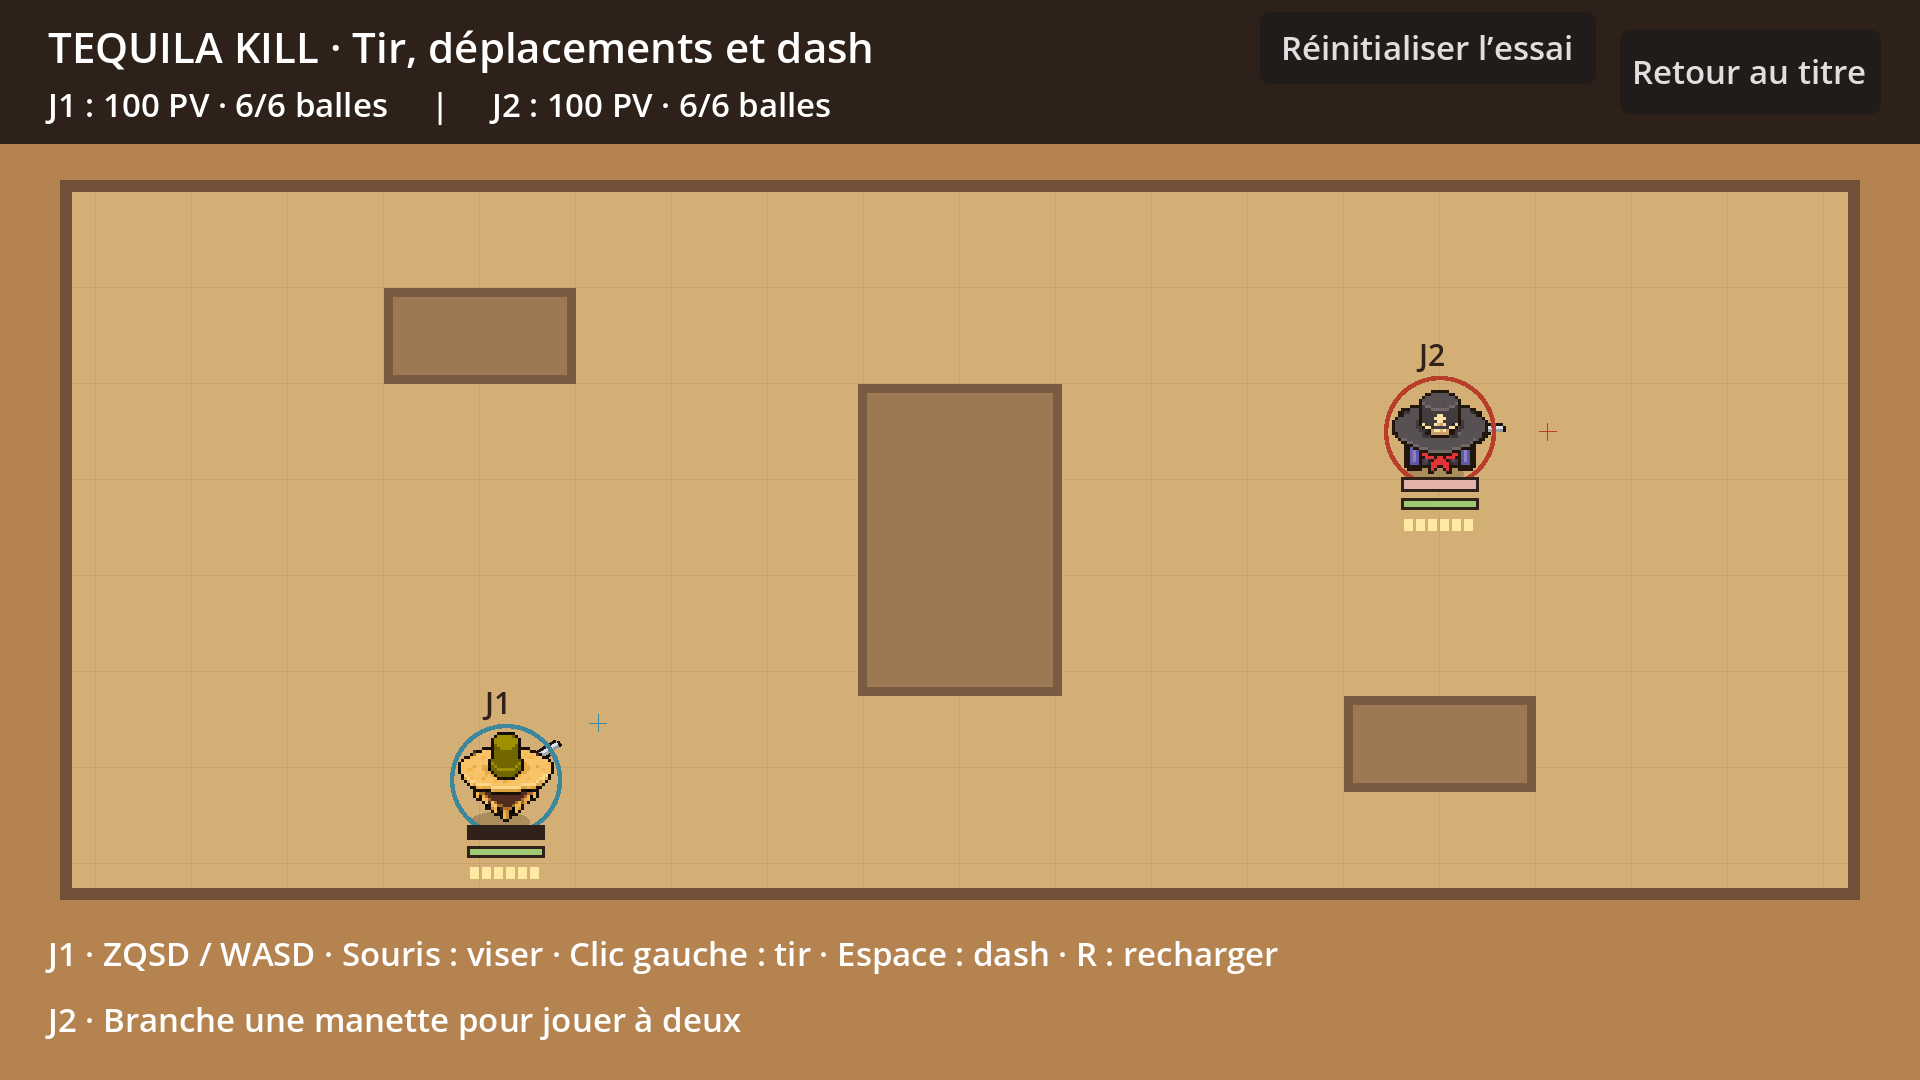 TEQUILA KILL · Tir, déplacements et dash
J1 : 100 PV · 6/6 balles | J2 : 100 PV · 6/6 balles
Réinitialiser l’essai
Retour au titre
J2
J1
J1 · ZQSD / WASD · Souris : viser · Clic gauche : tir · Espace : dash · R : recharger
J2 · Branche une manette pour jouer à deux